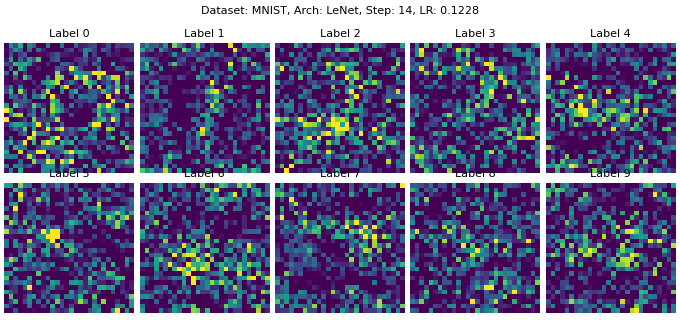 Dataset: MNIST, Arch: LeNet, Step: 14, LR: 0.1228
Label 0 Label 1 Label 2 Label 3 Label 4
Label 5 Label 6 Label 7 Label 8 Label 9